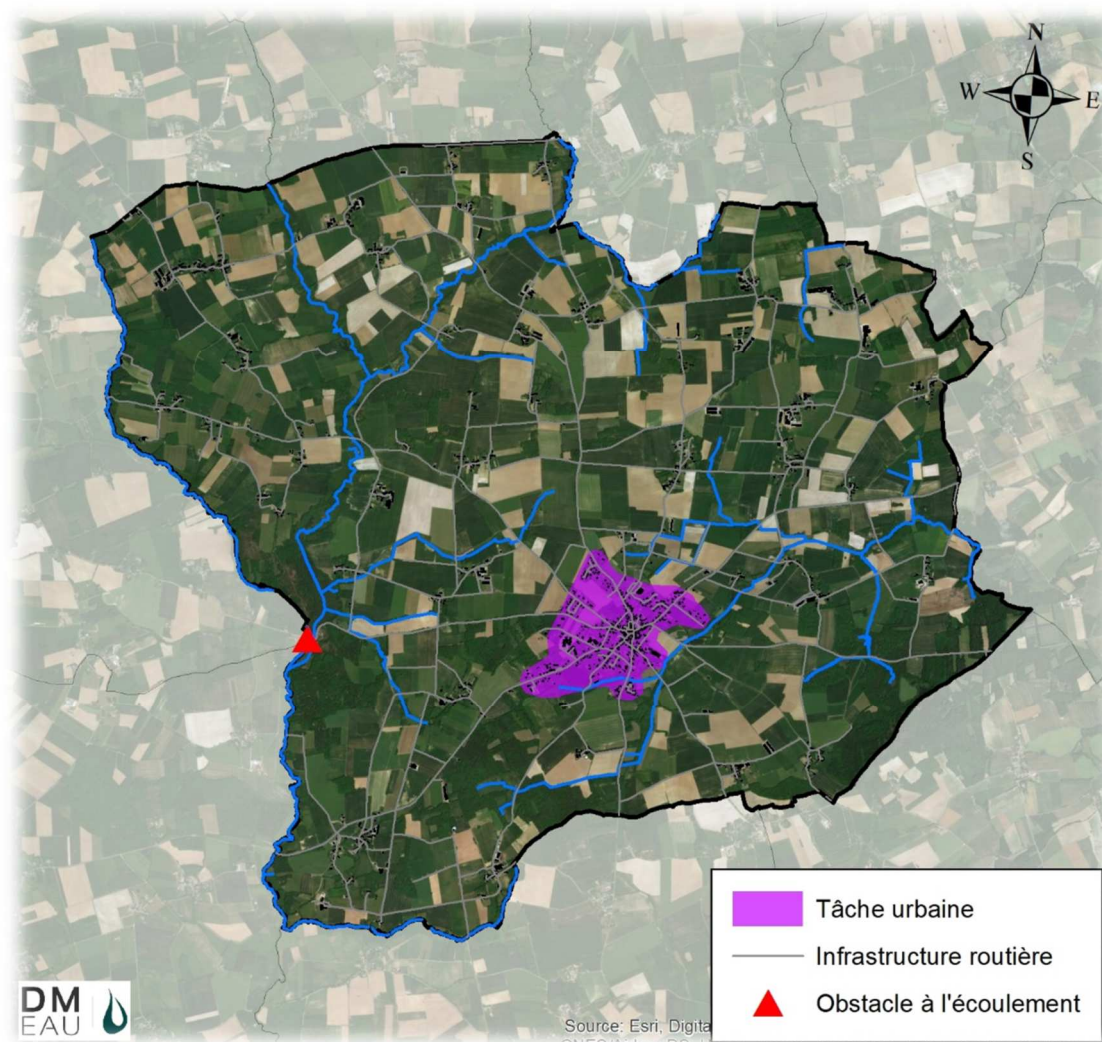 N
W E
S
Tâche urbaine
Infrastructure routière
Obstacle à l'écoulement
DM
EAU
Source: Esri, Digita